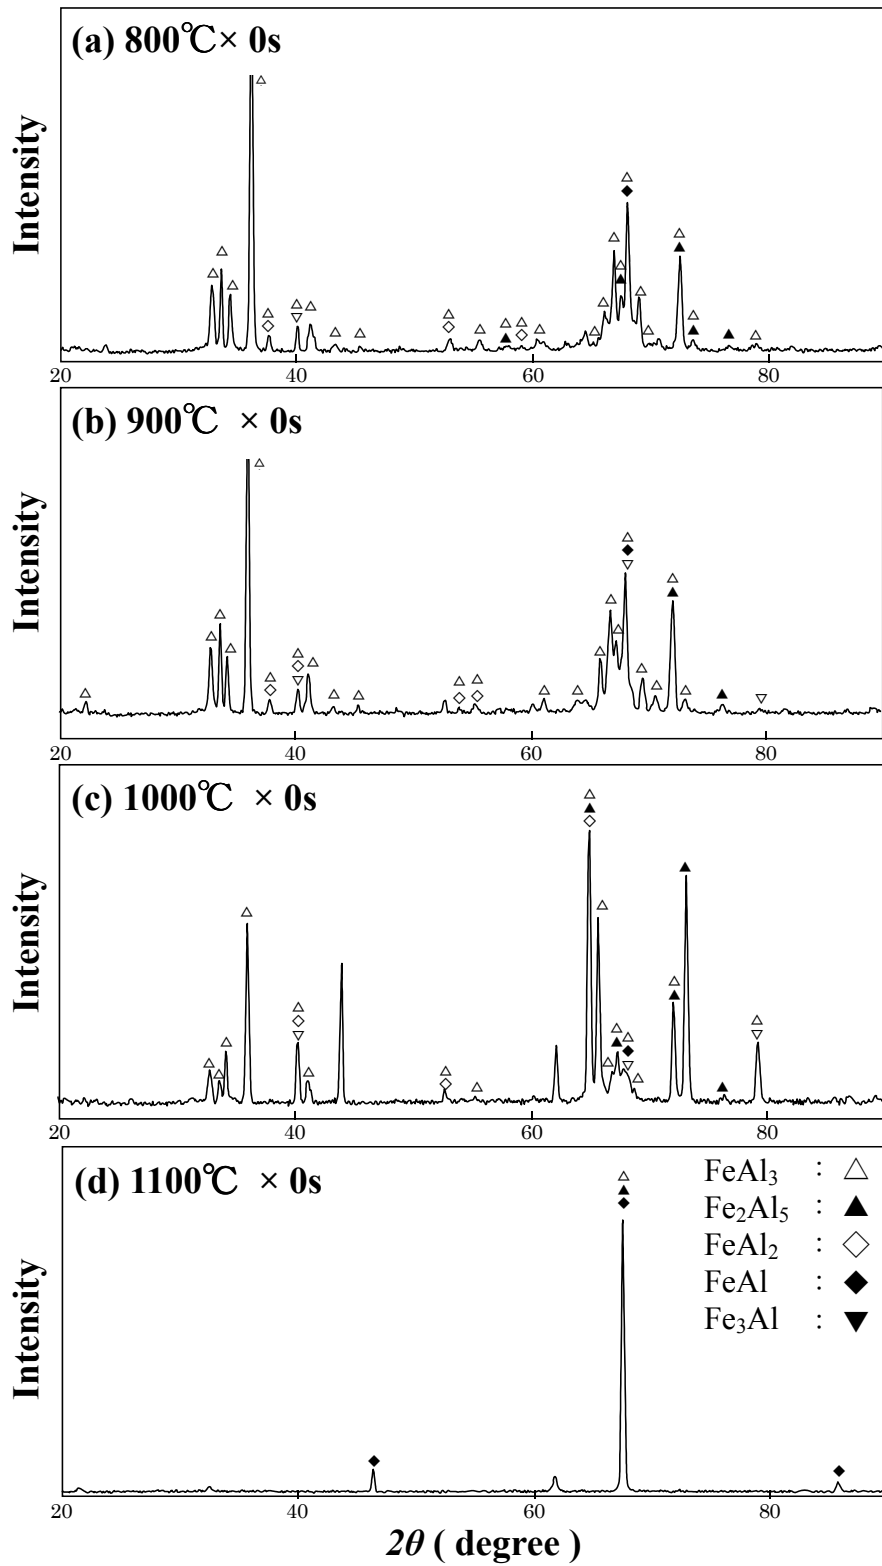 (a) 800℃× 0s
Intensity
20 40 60 80
(b) 900℃ × 0s
Intensity
20 40 60 80
(c) 1000℃ × 0s
Intensity
20 40 60 80
(d) 1100℃ × 0s
FeAl₃ : △
Fe₂Al₅ : ▲
FeAl₂ : ◇
FeAl : ◆
Fe₃Al : ▼
Intensity
20 40 60 80
2θ ( degree )